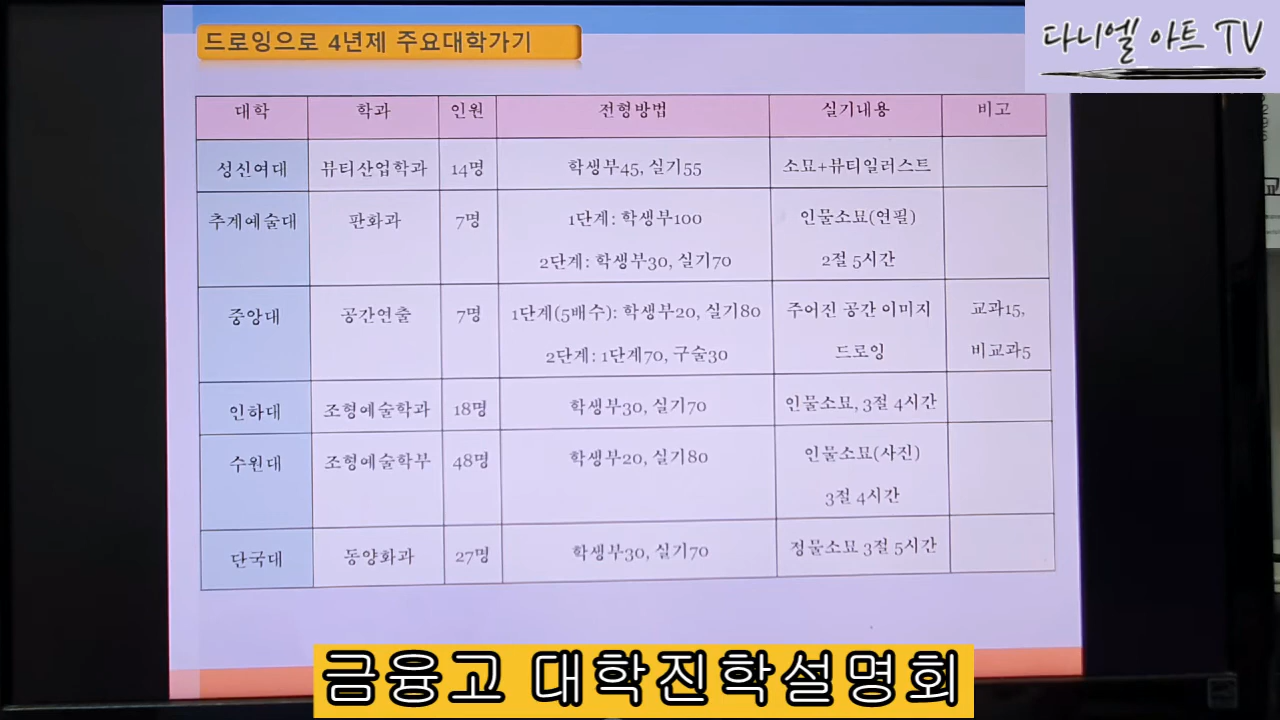 다니엘 아트 TV
드로잉으로 4년제 주요대학가기
대학 학과 인원 전형방법 실기내용 비고
성신여대 뷰티산업학과 14명 학생부45, 실기55 소묘+뷰티일러스트
추계예술대 판화과 7명 1단계: 학생부100 인물소묘(연필)
2단계: 학생부30, 실기70 2절 5시간
중앙대 공간연출 7명 1단계(5배수): 학생부20, 실기80 주어진 공간 이미지 교과15,
2단계: 1단계70, 구술30 드로잉 비교과5
인하대 조형예술학과 18명 학생부30, 실기70 인물소묘, 3절 4시간
수원대 조형예술학부 48명 학생부20, 실기80 인물소묘(사진)
3절 4시간
단국대 동양화과 27명 학생부30, 실기70 정물소묘 3절 5시간
금융고 대학진학설명회